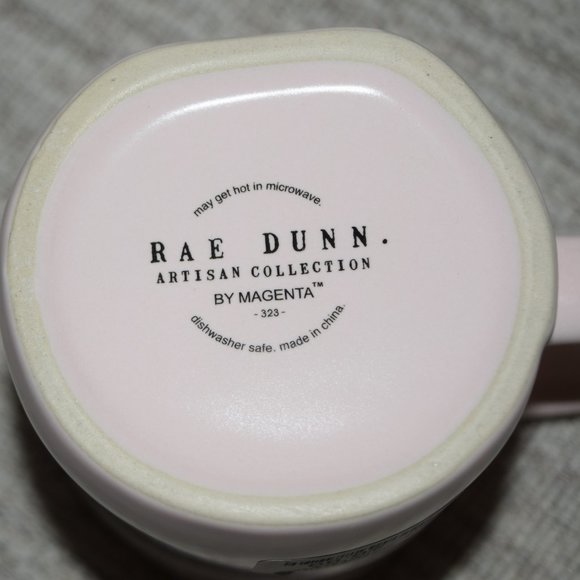 may get hot in microwave.
RAE DUNN.
ARTISAN COLLECTION
BY MAGENTA™
- 323 -
dishwasher safe. made in china.